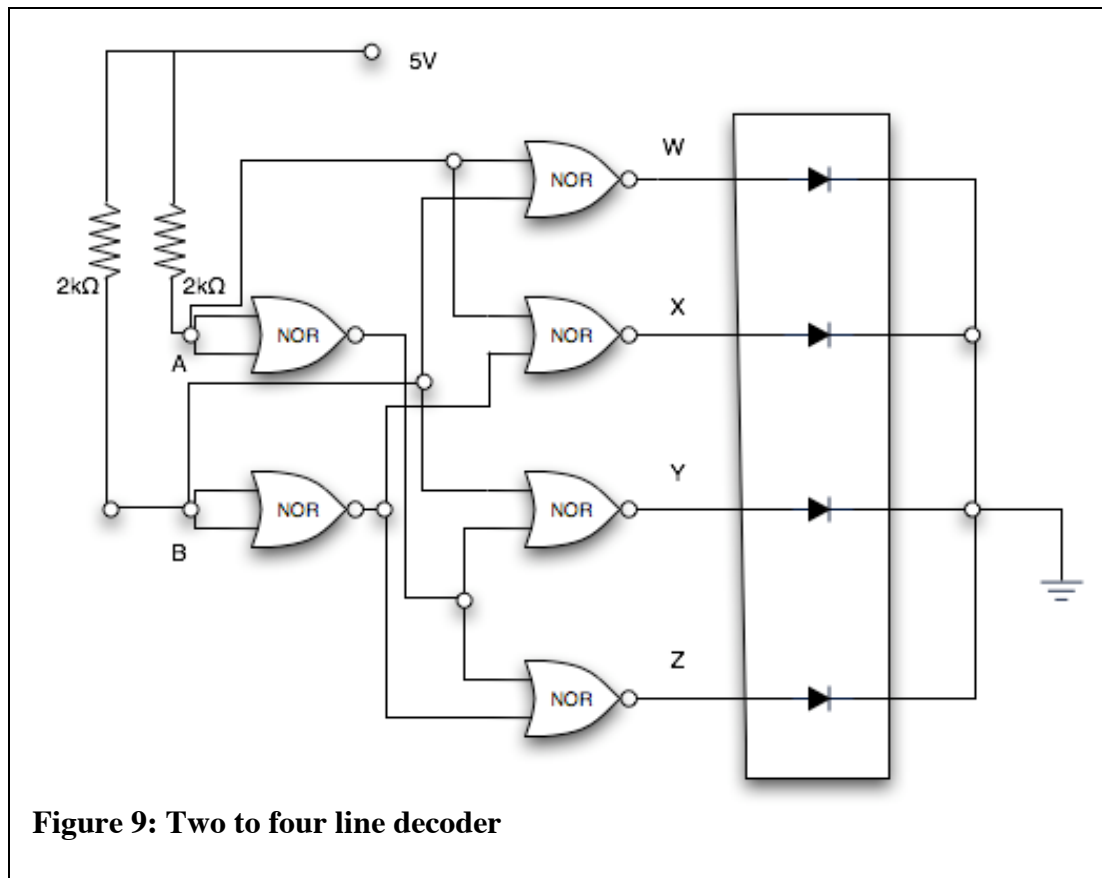 5V
W
NOR
2kΩ
2kΩ
NOR
A
NOR
X
B
NOR
NOR
Y
NOR
Z
Figure 9: Two to four line decoder